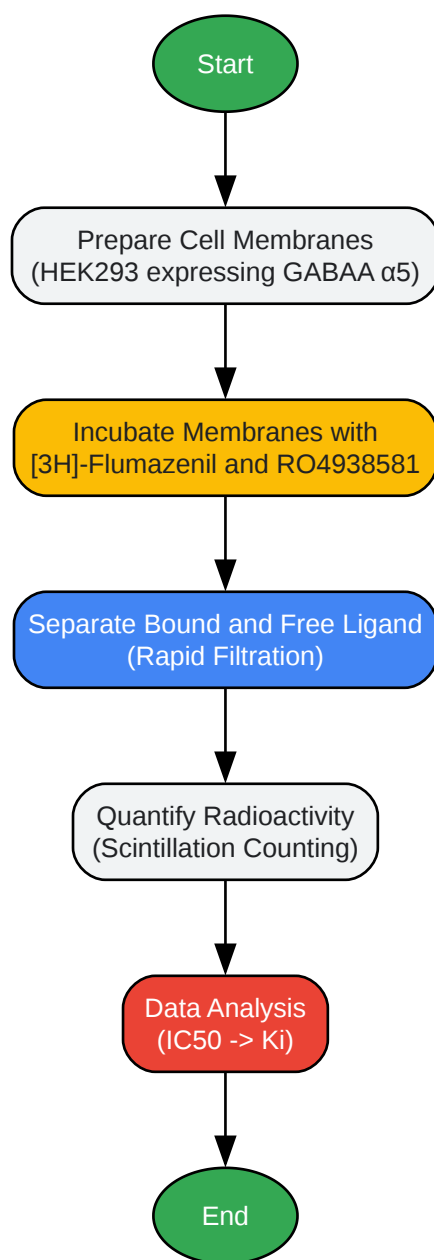 Start
Prepare Cell Membranes
(HEK293 expressing GABAA α5)
Incubate Membranes with
[3H]-Flumazenil and RO4938581
Separate Bound and Free Ligand
(Rapid Filtration)
Quantify Radioactivity
(Scintillation Counting)
Data Analysis
(IC50 -> Ki)
End